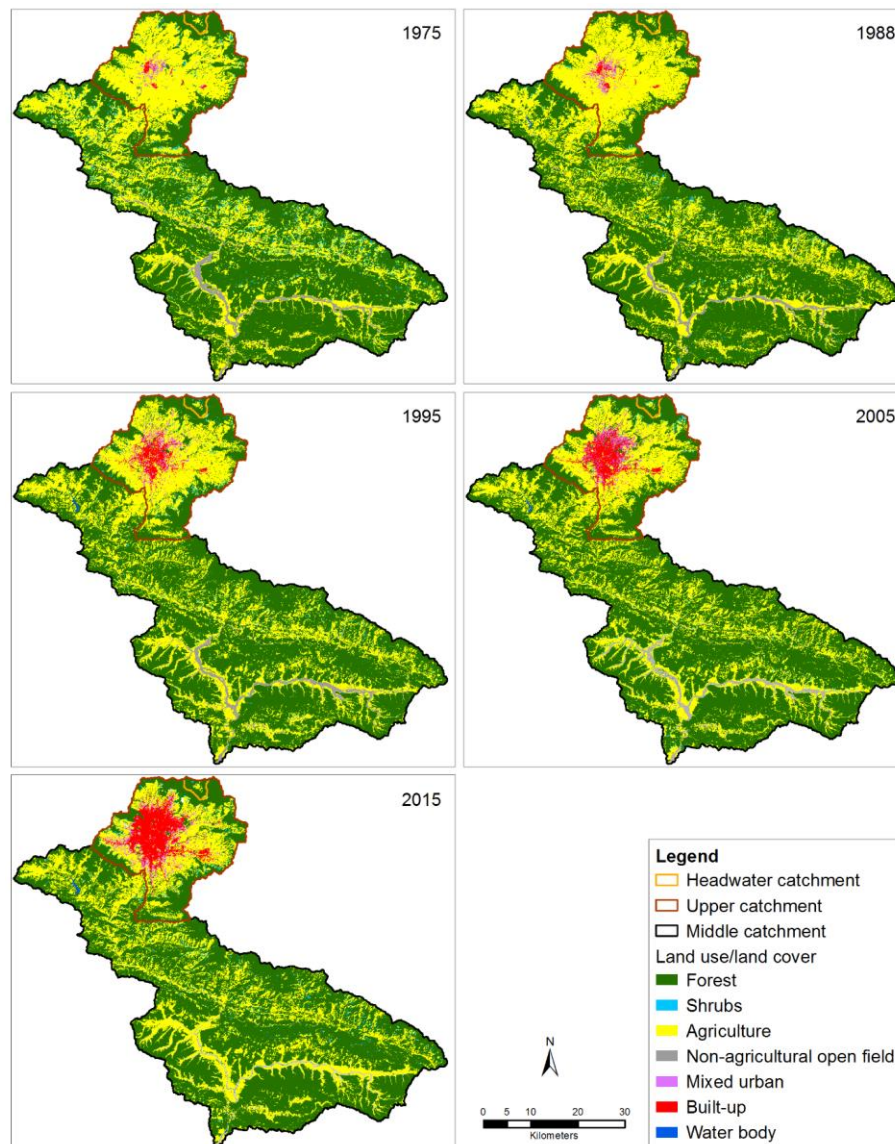 1975
1988
1995
2005
2015
Legend
Headwater catchment
Upper catchment
Middle catchment
Land use/land cover
Forest
Shrubs
Agriculture
Non-agricultural open field
Mixed urban
Built-up
Water body
N
0 5 10 20 30
Kilometers